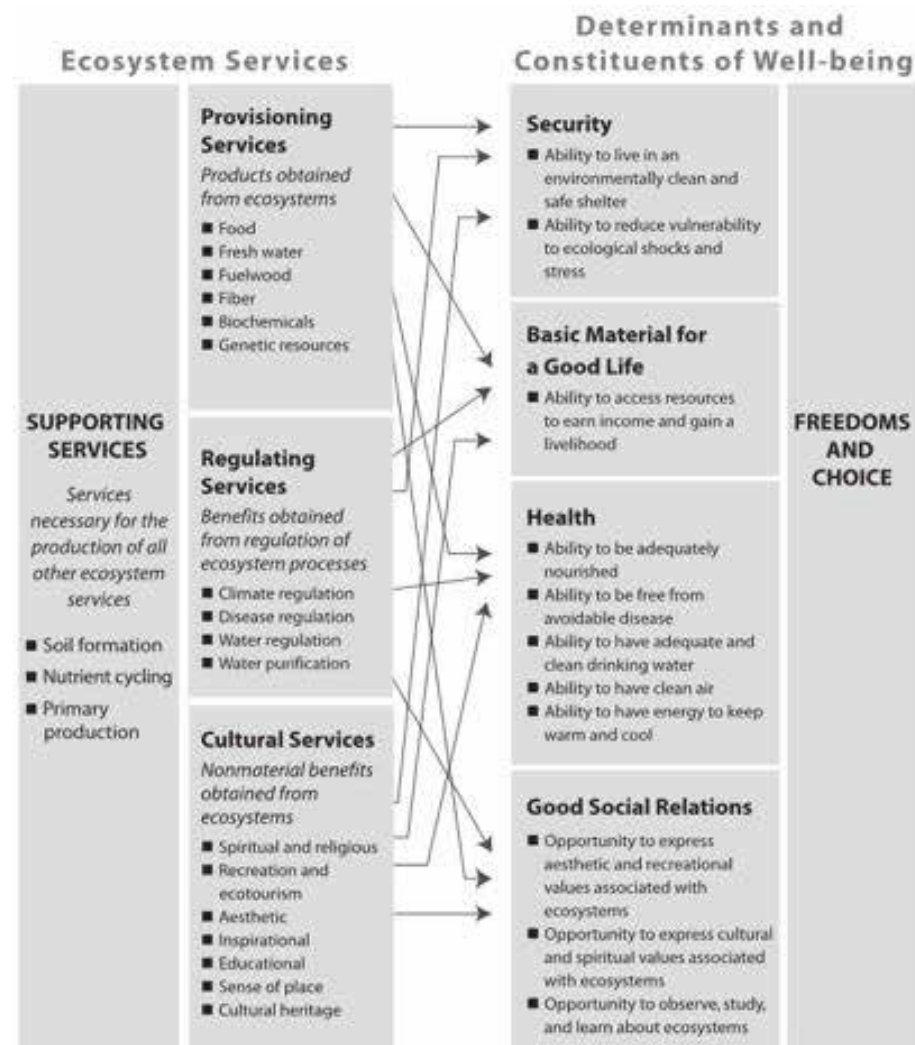 Ecosystem Services
Determinants and
Constituents of Well-being
SUPPORTING
SERVICES
Services
necessary for the
production of all
other ecosystem
services
■ Soil formation
■ Nutrient cycling
■ Primary
production
Provisioning
Services
Products obtained
from ecosystems
■ Food
■ Fresh water
■ Fuelwood
■ Fiber
■ Biochemicals
■ Genetic resources
Regulating
Services
Benefits obtained
from regulation of
ecosystem processes
■ Climate regulation
■ Disease regulation
■ Water regulation
■ Water purification
Cultural Services
Nonmaterial benefits
obtained from
ecosystems
■ Spiritual and religious
■ Recreation and
ecotourism
■ Aesthetic
■ Inspirational
■ Educational
■ Sense of place
■ Cultural heritage
Security
■ Ability to live in an
environmentally clean and
safe shelter
■ Ability to reduce vulnerability
to ecological shocks and
stress
Basic Material for
a Good Life
■ Ability to access resources
to earn income and gain a
livelihood
Health
■ Ability to be adequately
nourished
■ Ability to be free from
avoidable disease
■ Ability to have adequate and
clean drinking water
■ Ability to have clean air
■ Ability to have energy to keep
warm and cool
Good Social Relations
■ Opportunity to express
aesthetic and recreational
values associated with
ecosystems
■ Opportunity to express cultural
and spiritual values associated
with ecosystems
■ Opportunity to observe, study,
and learn about ecosystems
FREEDOMS
AND
CHOICE